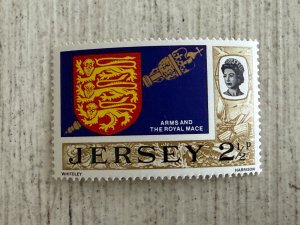 ARMS AND
THE ROYAL MACE
JERSEY 2½P
WHITELEY HARRISON